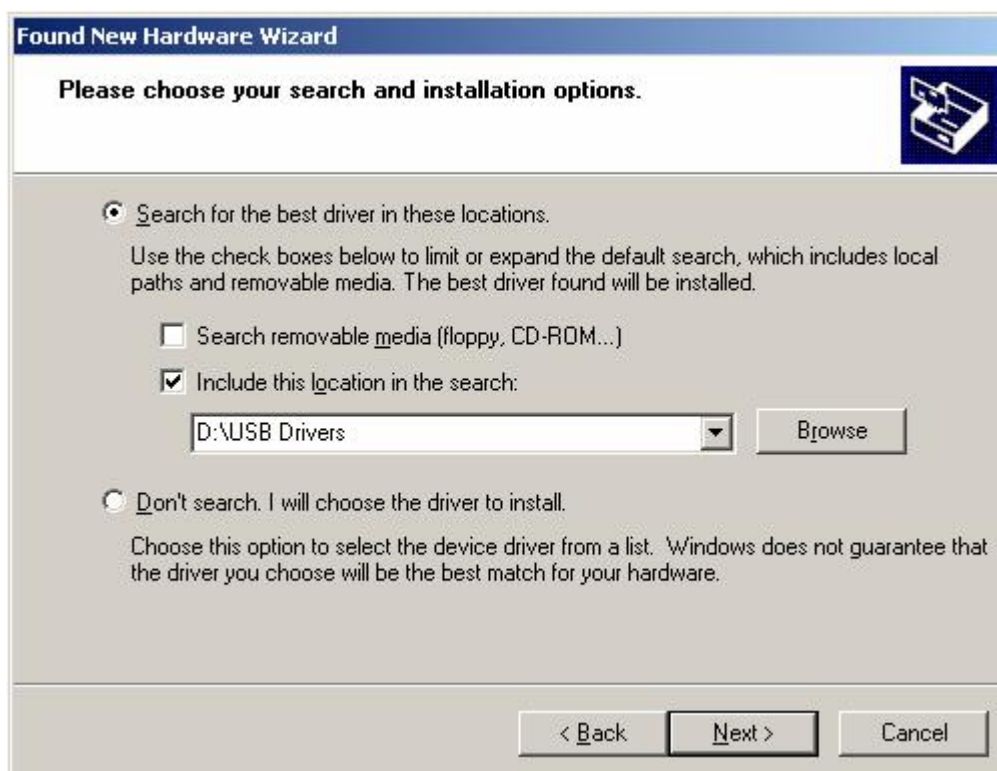 Found New Hardware Wizard
Please choose your search and installation options.
Search for the best driver in these locations.
Use the check boxes below to limit or expand the default search, which includes local
paths and removable media. The best driver found will be installed.
Search removable media (floppy, CD-ROM...)
Include this location in the search:
D:\USB Drivers
Browse
Don't search. I will choose the driver to install.
Choose this option to select the device driver from a list. Windows does not guarantee that
the driver you choose will be the best match for your hardware.
< Back Next > Cancel